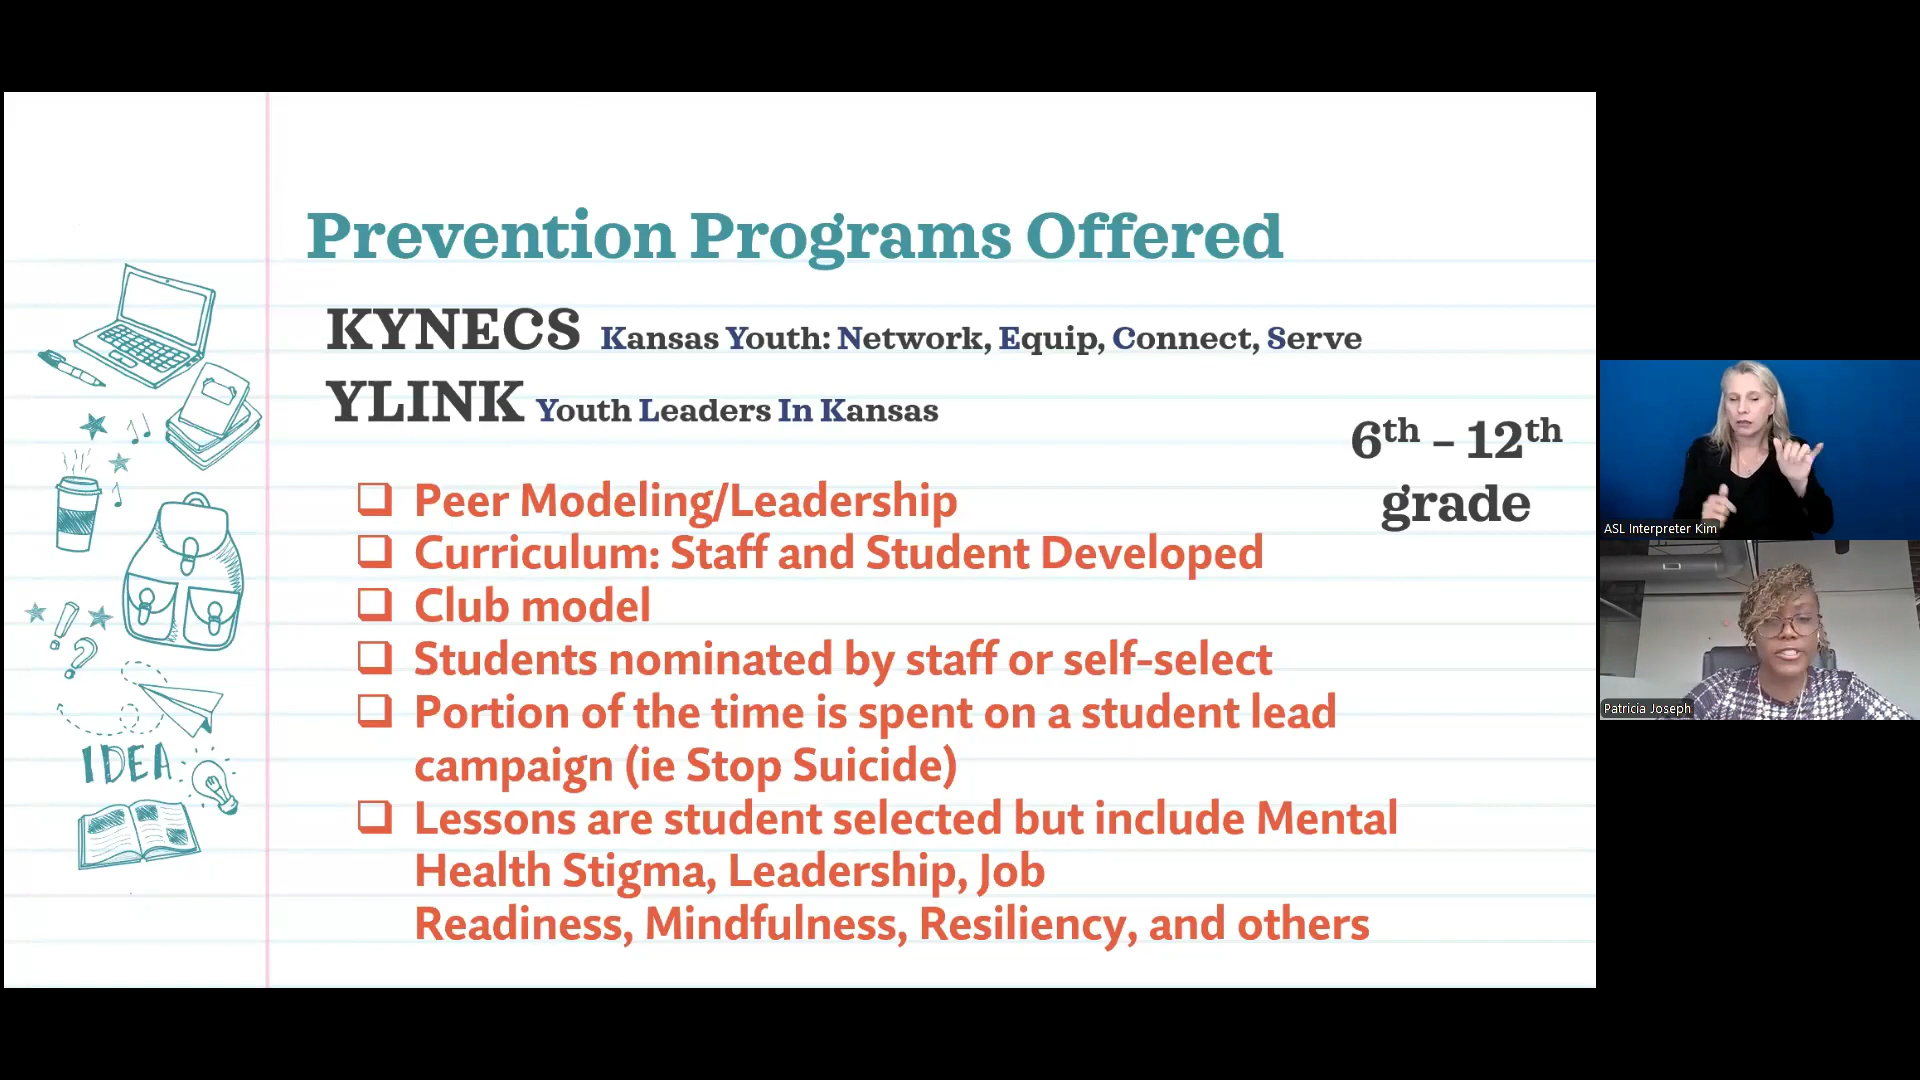 Prevention Programs Offered
KYNECS Kansas Youth: Network, Equip, Connect, Serve
YLINK Youth Leaders In Kansas
6th – 12th
grade
❑ Peer Modeling/Leadership
❑ Curriculum: Staff and Student Developed
❑ Club model
❑ Students nominated by staff or self-select
❑ Portion of the time is spent on a student lead
campaign (ie Stop Suicide)
❑ Lessons are student selected but include Mental
Health Stigma, Leadership, Job
Readiness, Mindfulness, Resiliency, and others
IDEA
ASL Interpreter Kim
Patricia Joseph